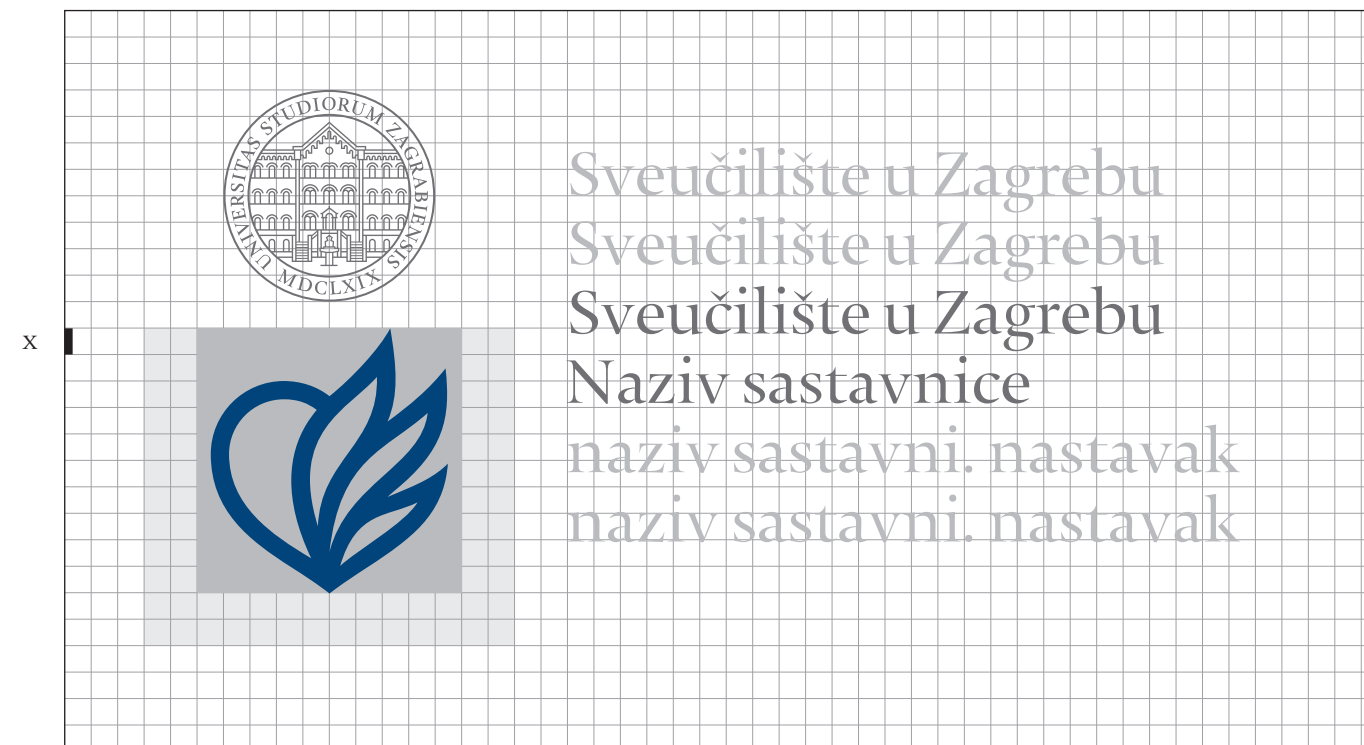 UNIVERSITAS STUDIORUM ZAGRABIENSIS
MDCLXIX
Sveučilište u Zagrebu
Sveučilište u Zagrebu
Sveučilište u Zagrebu
x
Naziv sastavnice
naziv sastavni. nastavak
naziv sastavni. nastavak